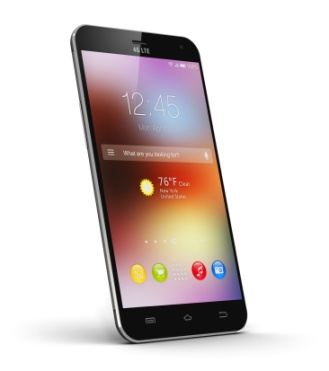 4G LTE
12:45
What are you looking for?
76°F Clear
New York
United States